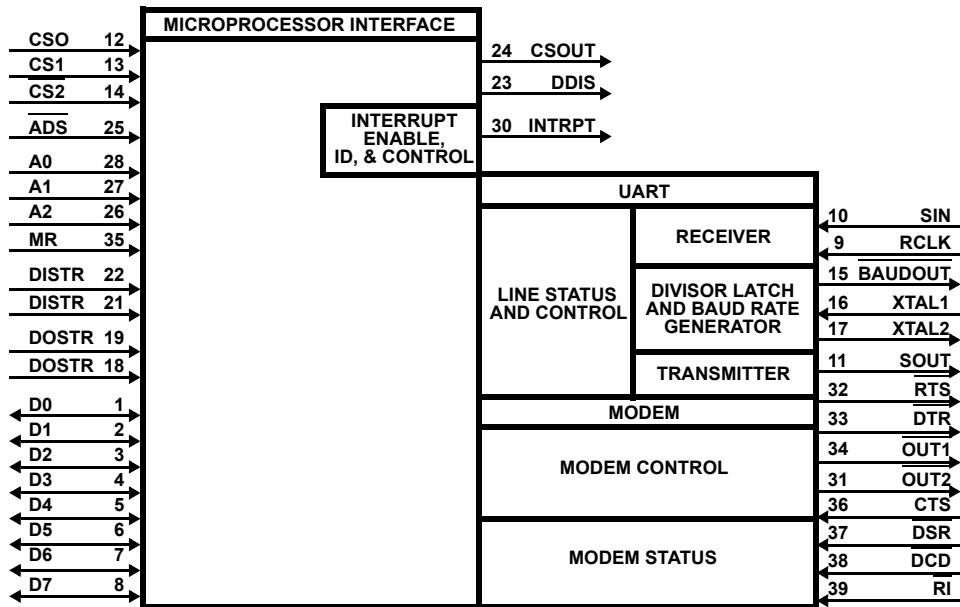 MICROPROCESSOR INTERFACE
CSO 12
CS1 13
CS2 14
ADS 25
A0 28
A1 27
A2 26
MR 35
DISTR 22
DISTR 21
DOSTR 19
DOSTR 18
D0 1
D1 2
D2 3
D3 4
D4 5
D5 6
D6 7
D7 8
24 CSOUT
23 DDIS
30 INTRPT
INTERRUPT
ENABLE,
ID, & CONTROL
UART
LINE STATUS
AND CONTROL
RECEIVER
DIVISOR LATCH
AND BAUD RATE
GENERATOR
TRANSMITTER
MODEM
MODEM CONTROL
MODEM STATUS
10 SIN
9 RCLK
15 BAUDOUT
16 XTAL1
17 XTAL2
11 SOUT
32 RTS
33 DTR
34 OUT1
31 OUT2
36 CTS
37 DSR
38 DCD
39 RI